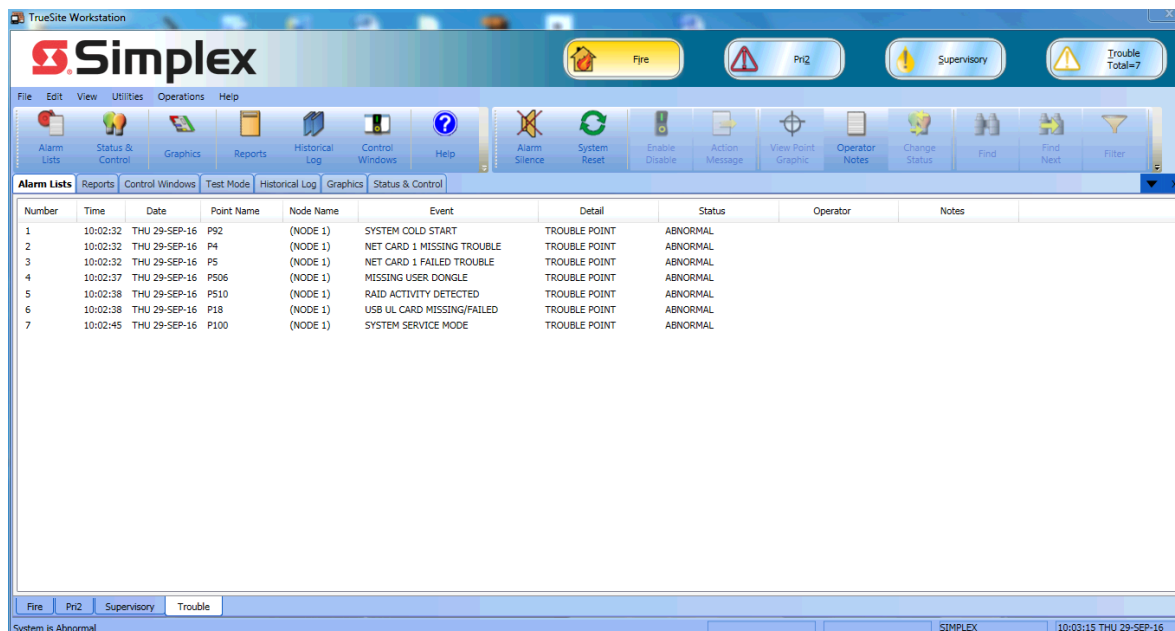 TrueSite Workstation
Simplex
Fire
Pri2
Supervisory
Trouble
Total=7
File Edit View Utilities Operations Help
Alarm Lists
Status & Control
Graphics
Reports
Historical Log
Control Windows
Help
Alarm Silence
System Reset
Enable Disable
Action Message
View Point Graphic
Operator Notes
Change Status
Find
Find Next
Filter
Alarm Lists Reports Control Windows Test Mode Historical Log Graphics Status & Control
Number Time Date Point Name Node Name Event Detail Status Operator Notes
1 10:02:32 THU 29-SEP-16 P92 (NODE 1) SYSTEM COLD START TROUBLE POINT ABNORMAL
2 10:02:32 THU 29-SEP-16 P4 (NODE 1) NET CARD 1 MISSING TROUBLE TROUBLE POINT ABNORMAL
3 10:02:32 THU 29-SEP-16 P5 (NODE 1) NET CARD 1 FAILED TROUBLE TROUBLE POINT ABNORMAL
4 10:02:37 THU 29-SEP-16 P506 (NODE 1) MISSING USER DONGLE TROUBLE POINT ABNORMAL
5 10:02:38 THU 29-SEP-16 P510 (NODE 1) RAID ACTIVITY DETECTED TROUBLE POINT ABNORMAL
6 10:02:38 THU 29-SEP-16 P18 (NODE 1) USB UL CARD MISSING/FAILED TROUBLE POINT ABNORMAL
7 10:02:45 THU 29-SEP-16 P100 (NODE 1) SYSTEM SERVICE MODE TROUBLE POINT ABNORMAL
Fire Pri2 Supervisory Trouble
System is Abnormal SIMPLEX 10:03:15 THU 29-SEP-16